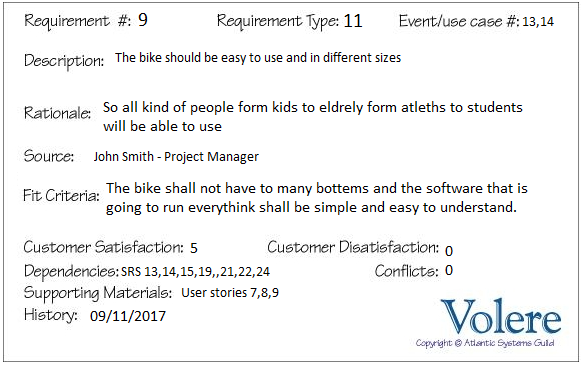 Requirement #: 9 Requirement Type: 11 Event/use case #: 13,14
Description: The bike should be easy to use and in different sizes
Rationale: So all kind of people form kids to eldrely form atleths to students
will be able to use
Source: John Smith - Project Manager
Fit Criteria: The bike shall not have to many bottems and the software that is
going to run everythink shall be simple and easy to understand.
Customer Satisfaction: 5 Customer Disatisfaction: 0
Dependencies: SRS 13,14,15,19,,21,22,24 Conflicts: 0
Supporting Materials: User stories 7,8,9
History: 09/11/2017
Volere
Copyright © Atlantic Systems Guild